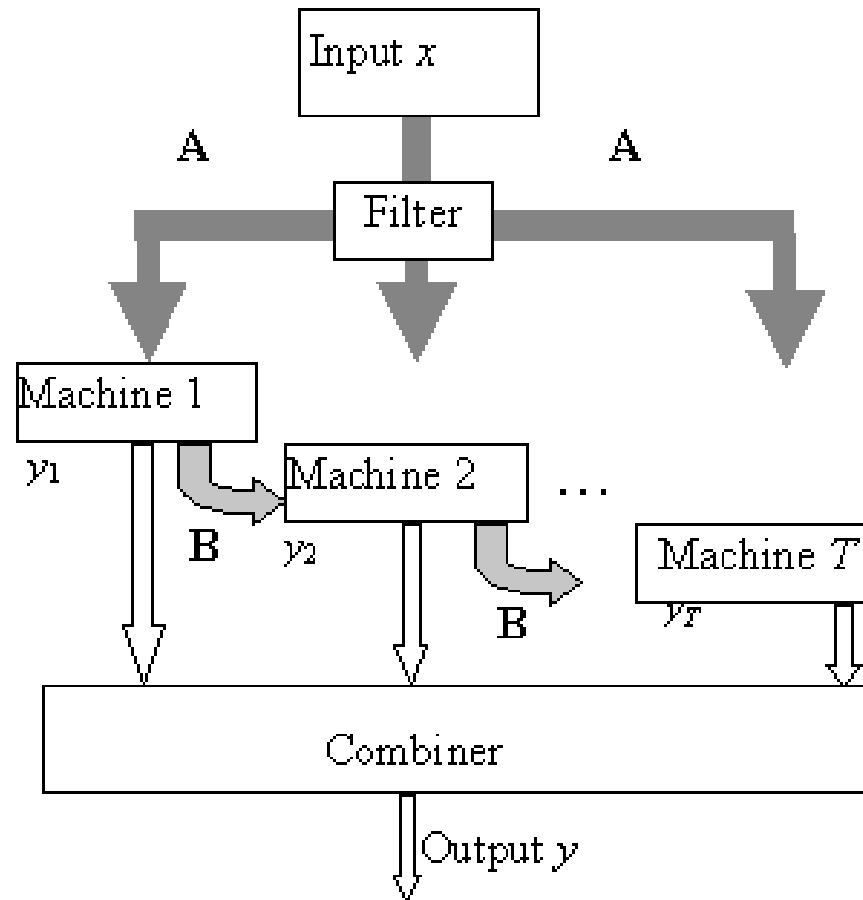 Input x
A
A
Filter
Machine 1
y1
Machine 2
...
B
y2
Machine T
B
yT
Combiner
Output y